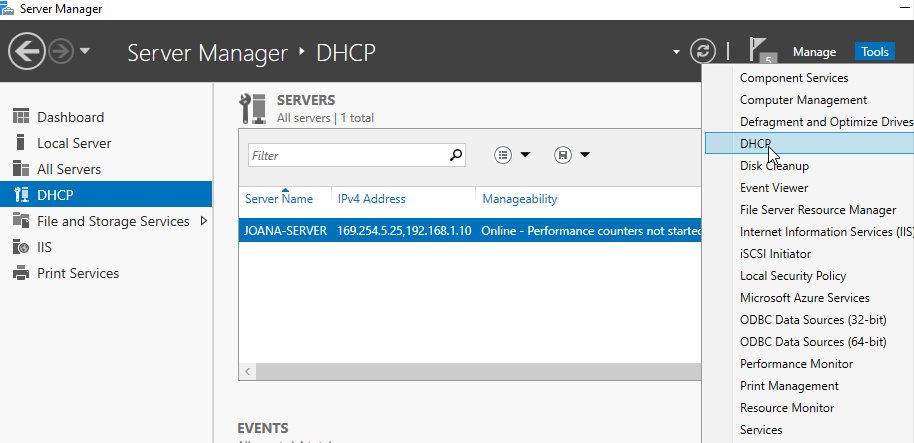 Server Manager
Server Manager ‣ DHCP
5
Manage
Tools
Dashboard
Local Server
All Servers
DHCP
File and Storage Services
IIS
Print Services
SERVERS
All servers | 1 total
Filter
Server Name IPv4 Address Manageability
JOANA-SERVER 169.254.5.25,192.168.1.10 Online - Performance counters not started
EVENTS
Component Services
Computer Management
Defragment and Optimize Drives
DHCP
Disk Cleanup
Event Viewer
File Server Resource Manager
Internet Information Services (IIS)
iSCSI Initiator
Local Security Policy
Microsoft Azure Services
ODBC Data Sources (32-bit)
ODBC Data Sources (64-bit)
Performance Monitor
Print Management
Resource Monitor
Services